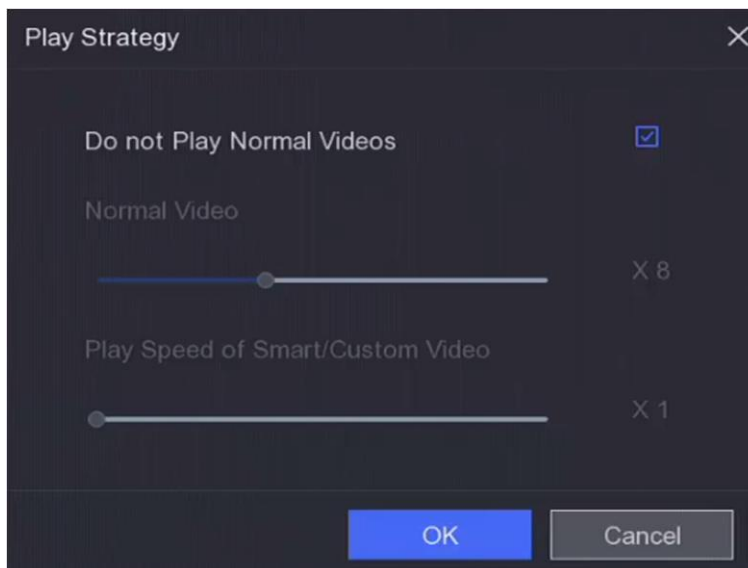 Play Strategy
Do not Play Normal Videos
Normal Video
X 8
Play Speed of Smart/Custom Video
X 1
OK
Cancel